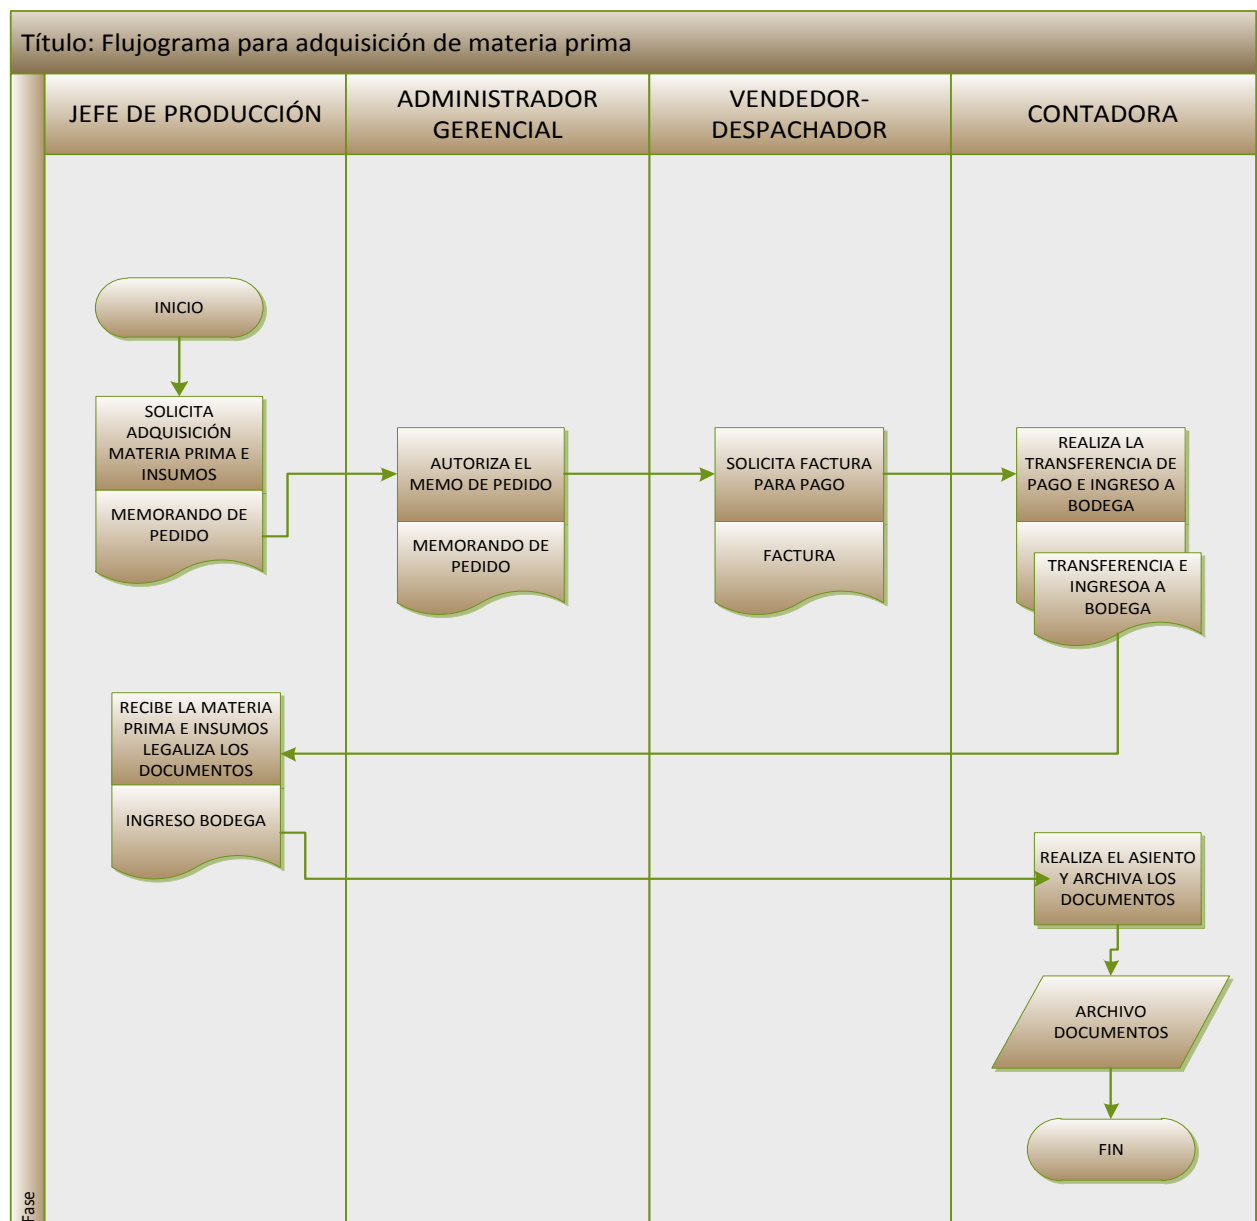 Título: Flujograma para adquisición de materia prima
JEFE DE PRODUCCIÓN
ADMINISTRADOR
GERENCIAL
VENDEDOR-
DESPACHADOR
CONTADORA
INICIO
SOLICITA
ADQUISICIÓN
MATERIA PRIMA E
INSUMOS
MEMORANDO DE
PEDIDO
AUTORIZA EL
MEMO DE PEDIDO
MEMORANDO DE
PEDIDO
SOLICITA FACTURA
PARA PAGO
FACTURA
REALIZA LA
TRANSFERENCIA DE
PAGO E INGRESO A
BODEGA
TRANSFERENCIA E
INGRESOA A
BODEGA
RECIBE LA MATERIA
PRIMA E INSUMOS
LEGALIZA LOS
DOCUMENTOS
INGRESO BODEGA
REALIZA EL ASIENTO
Y ARCHIVA LOS
DOCUMENTOS
ARCHIVO
DOCUMENTOS
FIN
Fase